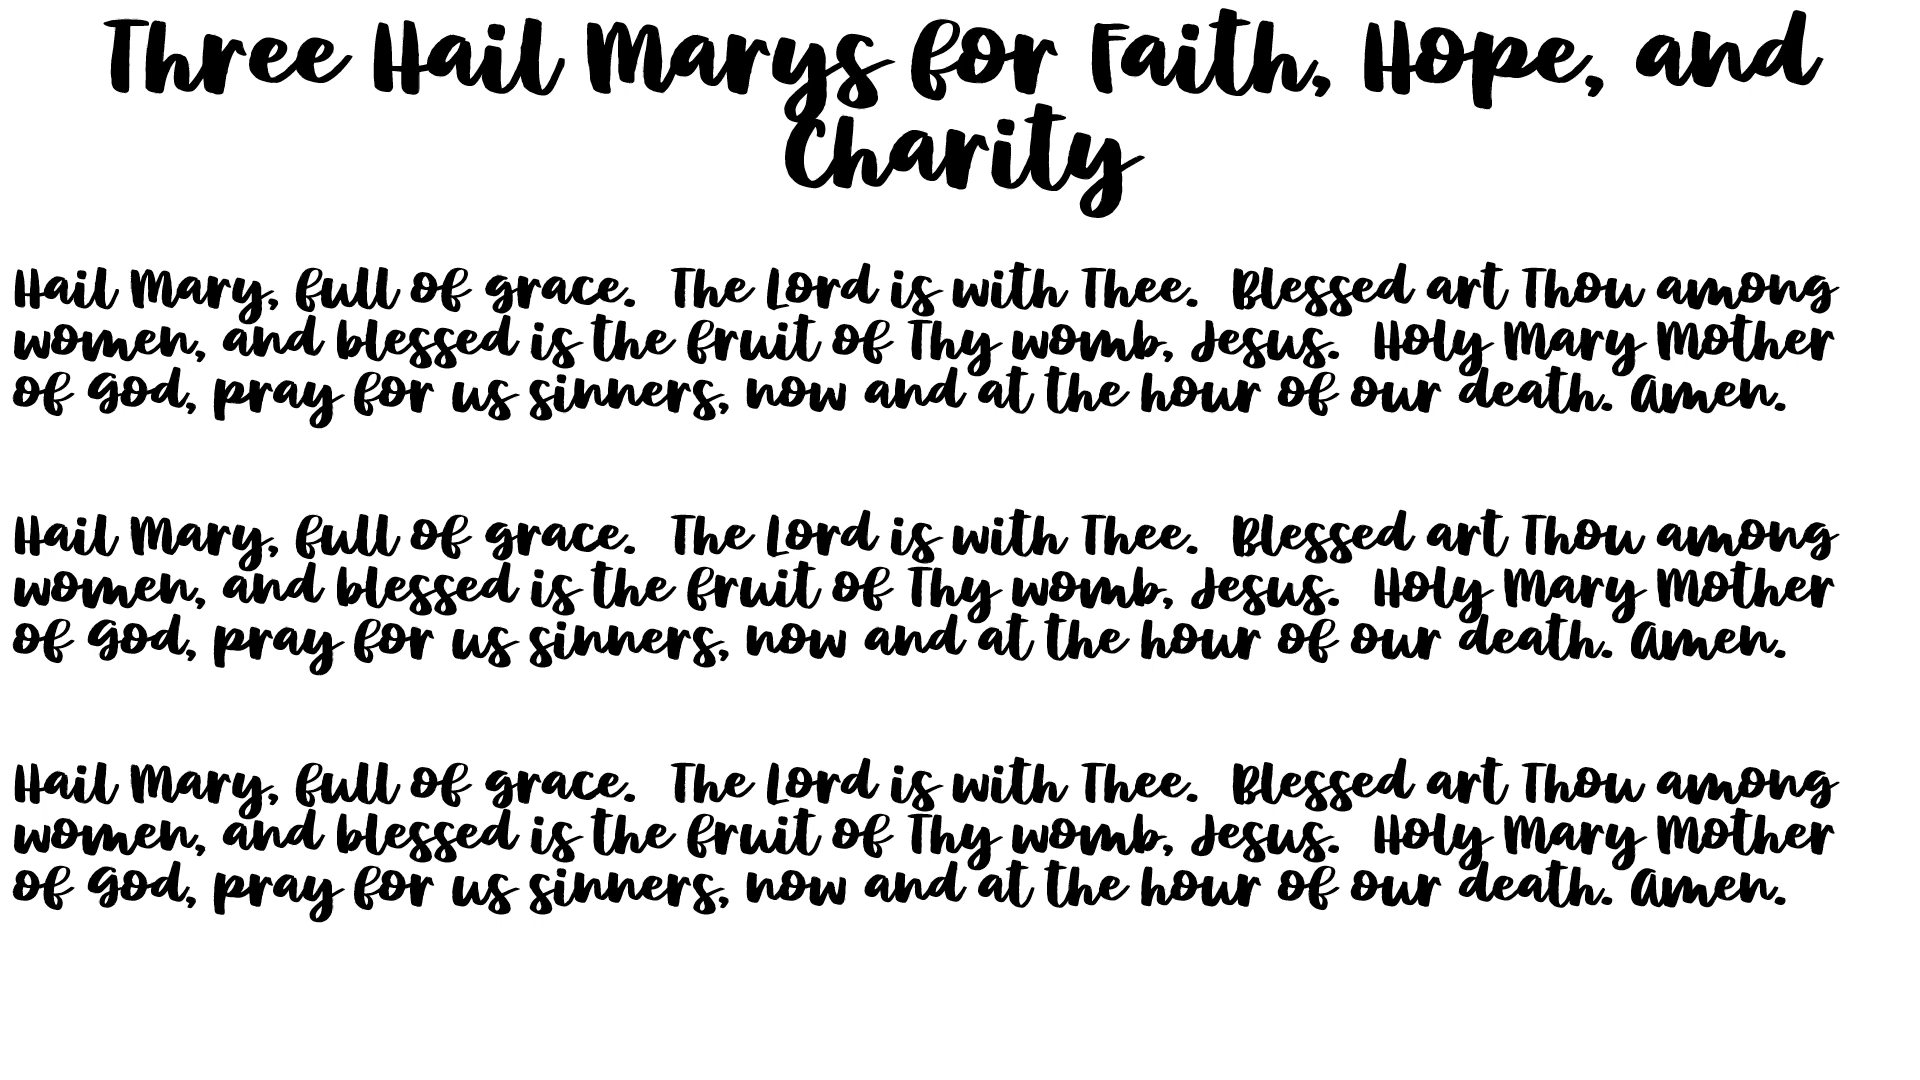 Three Hail Marys for Faith, Hope, and
Charity
Hail Mary, full of grace.  The Lord is with Thee.  Blessed art Thou among
women, and blessed is the fruit of Thy womb, Jesus.  Holy Mary Mother
of God, pray for us sinners, now and at the hour of our death. Amen.
Hail Mary, full of grace.  The Lord is with Thee.  Blessed art Thou among
women, and blessed is the fruit of Thy womb, Jesus.  Holy Mary Mother
of God, pray for us sinners, now and at the hour of our death. Amen.
Hail Mary, full of grace.  The Lord is with Thee.  Blessed art Thou among
women, and blessed is the fruit of Thy womb, Jesus.  Holy Mary Mother
of God, pray for us sinners, now and at the hour of our death. Amen.